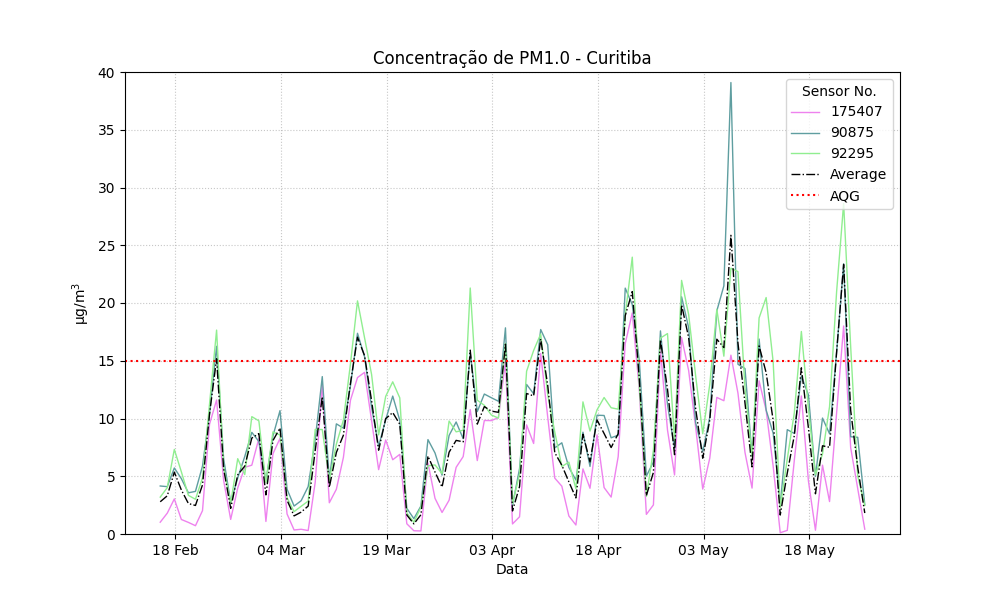 Concentração de PM1.0 - Curitiba
Sensor No.
175407
90875
92295
Average
AQG
40
35
30
25
20
15
10
5
0
µg/m³
18 Feb
04 Mar
19 Mar
03 Apr
18 Apr
03 May
18 May
Data